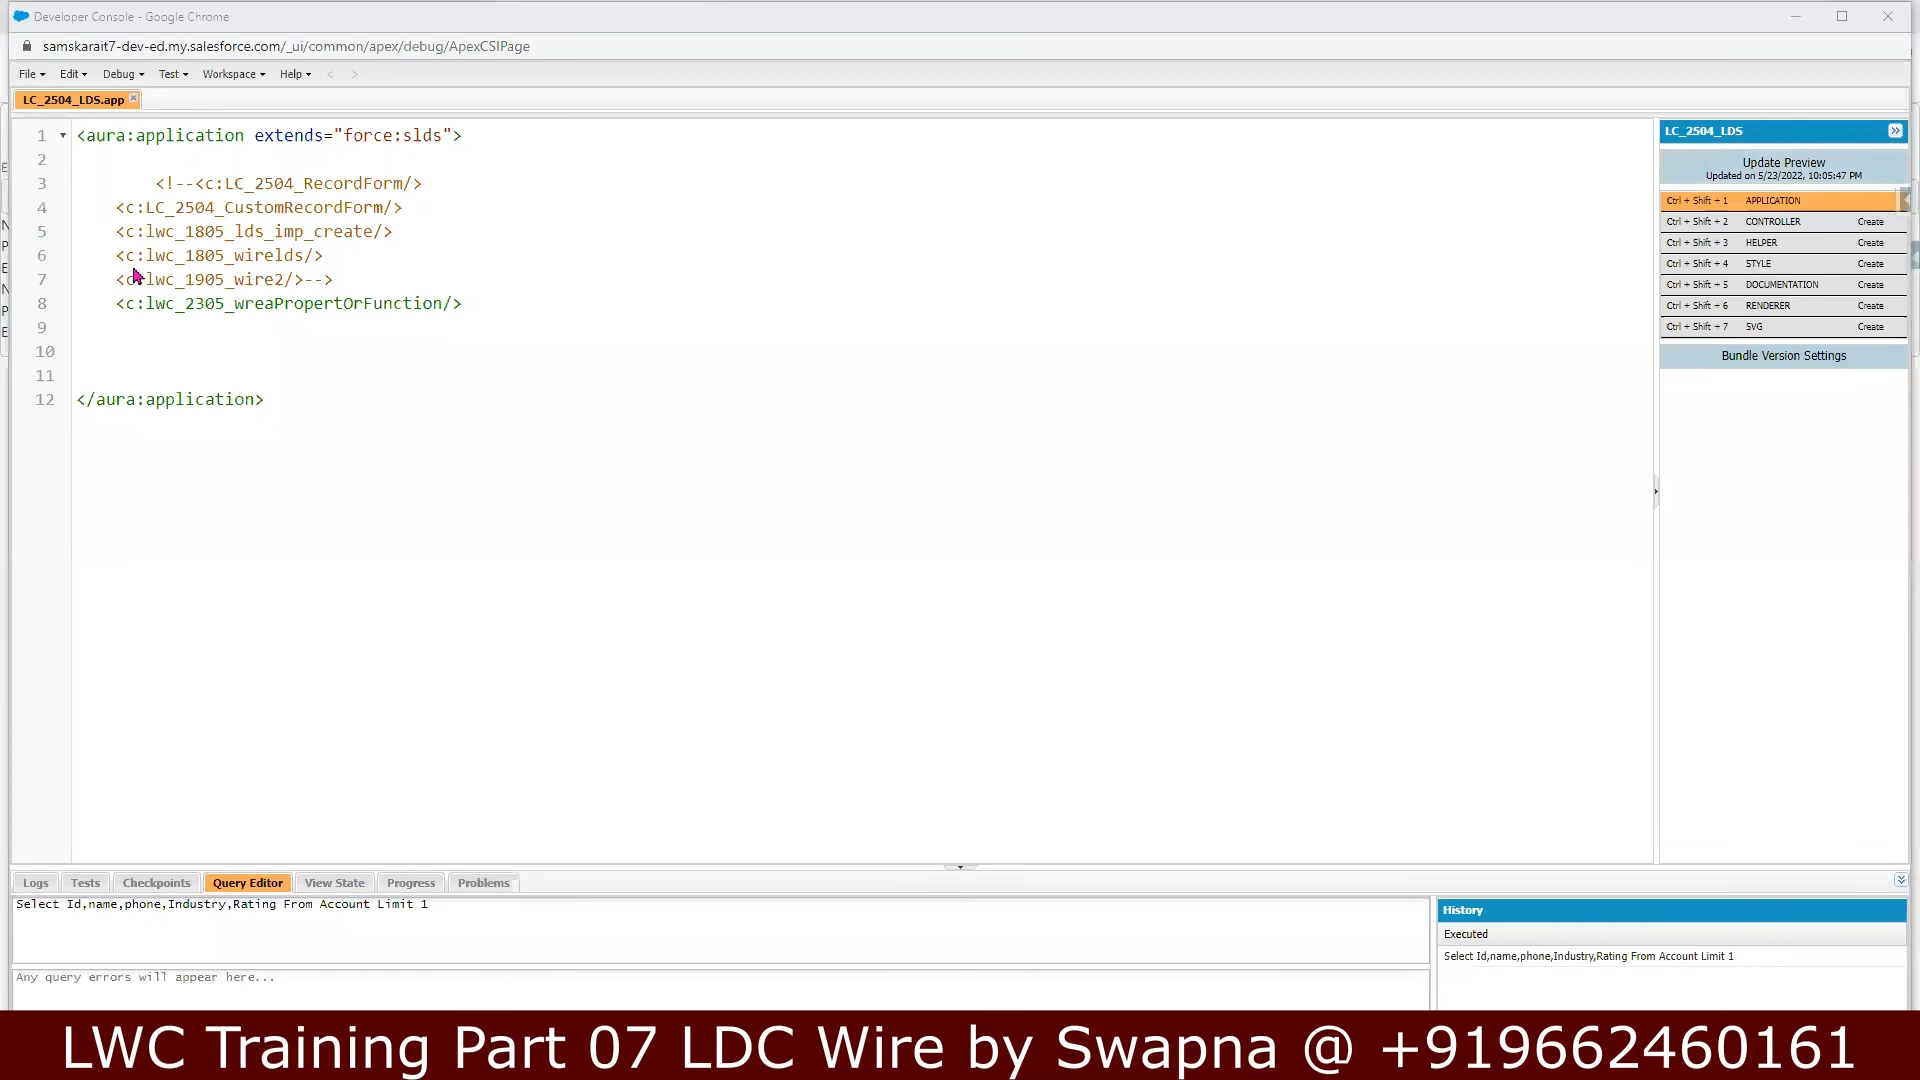 Developer Console - Google Chrome
samskarait7-dev-ed.my.salesforce.com/_ui/common/apex/debug/ApexCSIPage
File Edit Debug Test Workspace Help < >
LC_2504_LDS.app
1 <aura:application extends="force:slds">
2
3 <!--<c:LC_2504_RecordForm/>
4 <c:LC_2504_CustomRecordForm/>
5 <c:lwc_1805_lds_imp_create/>
6 <c:lwc_1805_wirelds/>
7 <c:lwc_1905_wire2/>-->
8 <c:lwc_2305_wreaPropertOrFunction/>
9
10
11
12 </aura:application>
LC_2504_LDS
Update Preview
Updated on 5/23/2022, 10:05:47 PM
Ctrl + Shift + 1 APPLICATION
Ctrl + Shift + 2 CONTROLLER Create
Ctrl + Shift + 3 HELPER Create
Ctrl + Shift + 4 STYLE Create
Ctrl + Shift + 5 DOCUMENTATION Create
Ctrl + Shift + 6 RENDERER Create
Ctrl + Shift + 7 SVG Create
Bundle Version Settings
Logs Tests Checkpoints Query Editor View State Progress Problems
Select Id,name,phone,Industry,Rating From Account Limit 1
Any query errors will appear here...
History
Executed
Select Id,name,phone,Industry,Rating From Account Limit 1
LWC Training Part 07 LDC Wire by Swapna @ +919662460161